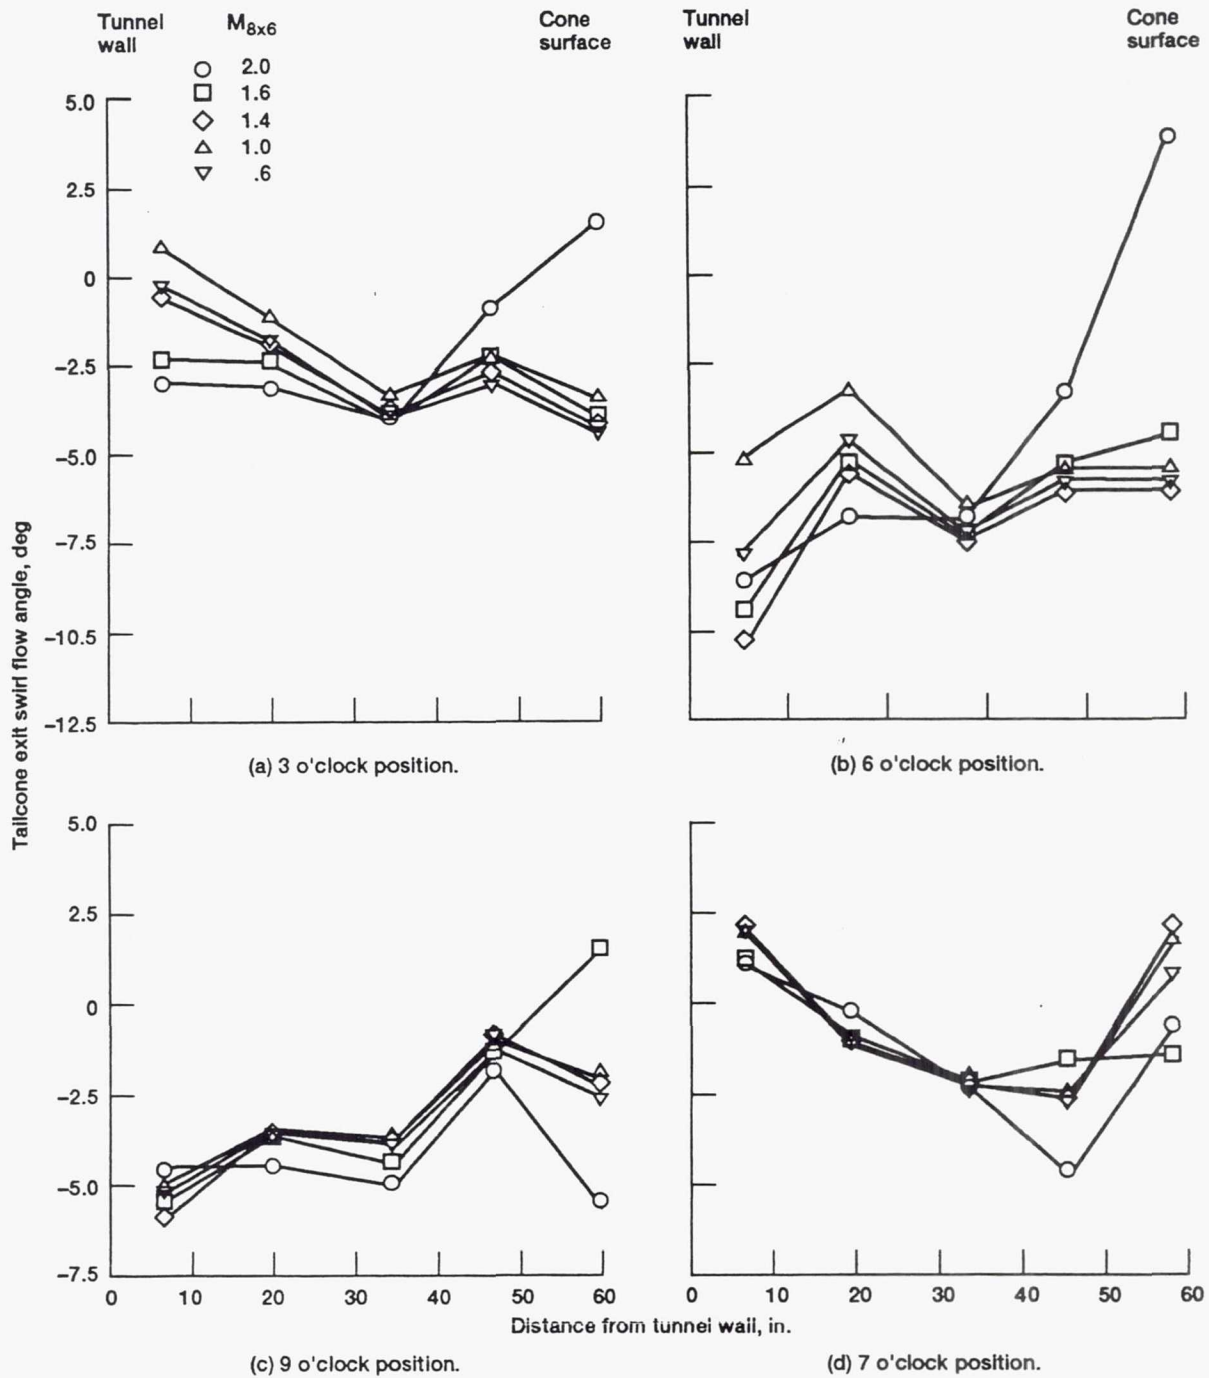 Tunnel wall
M8x6
Cone surface
Tunnel wall
Cone surface
2.0
1.6
1.4
1.0
.6
5.0
2.5
0
−2.5
−5.0
−7.5
−10.5
−12.5
(a) 3 o'clock position.
(b) 6 o'clock position.
Tailcone exit swirl flow angle, deg
5.0
2.5
0
−2.5
−5.0
−7.5
0 10 20 30 40 50 60
0 10 20 30 40 50 60
Distance from tunnel wall, in.
(c) 9 o'clock position.
(d) 7 o'clock position.